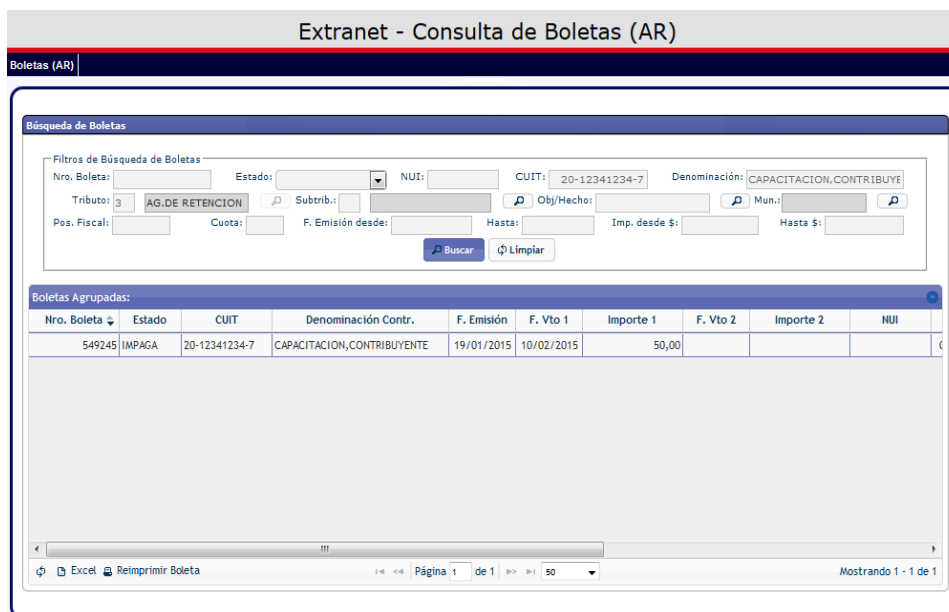 Extranet - Consulta de Boletas (AR)
Boletas (AR)
Búsqueda de Boletas
Filtros de Búsqueda de Boletas
Nro. Boleta: Estado: NUI: CUIT: 20-12341234-7 Denominación: CAPACITACION,CONTRIBUYE
Tributo: 3 AG.DE RETENCION Subtrib.: Obj/Hecho: Mun.:
Pos. Fiscal: Cuota: F. Emisión desde: Hasta: Imp. desde $: Hasta $:
Buscar Limpiar
Boletas Agrupadas:
Nro. Boleta Estado CUIT Denominación Contr. F. Emisión F. Vto 1 Importe 1 F. Vto 2 Importe 2 NUI
549245 IMPAGA 20-12341234-7 CAPACITACION,CONTRIBUYENTE 19/01/2015 10/02/2015 50,00
Excel Reimprimir Boleta Página 1 de 1 50 Mostrando 1 - 1 de 1